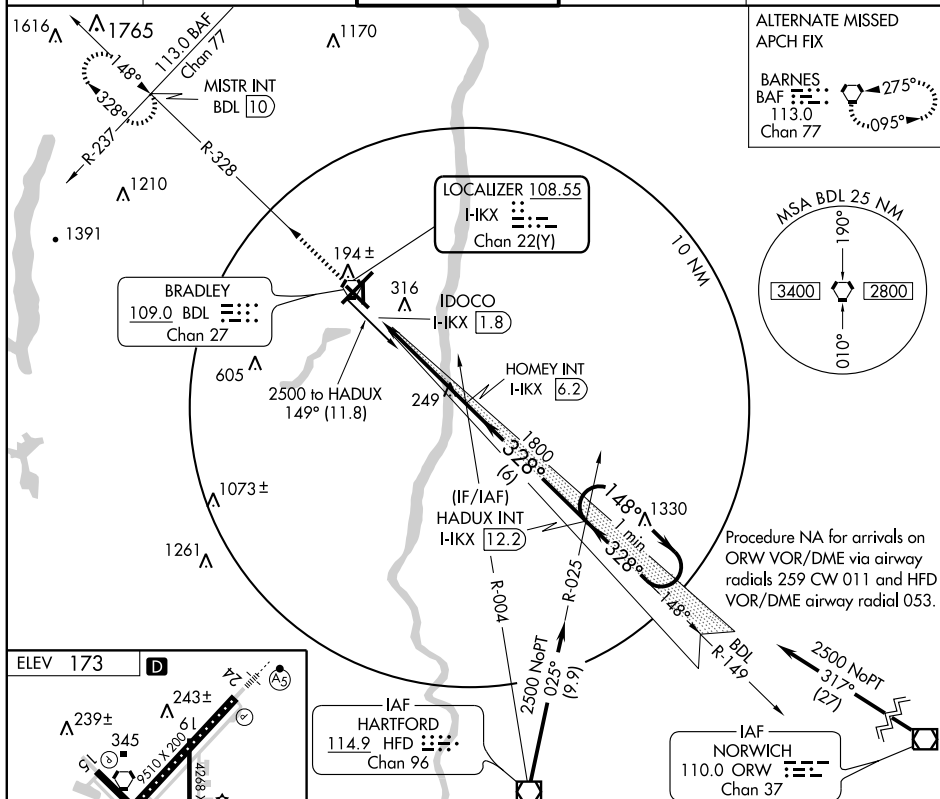 1616
1765
1170
113.0 BAF
Chan 77
148°
328°
MISTR INT
BDL 10
R-237
R-328
1210
1391
ALTERNATE MISSED
APCH FIX
BARNES
BAF
113.0
Chan 77
275°
095°
LOCALIZER 108.55
I-IKX
Chan 22(Y)
MSA BDL 25 NM
190°
3400
2800
010°
10 NM
194±
316
BRADLEY
109.0 BDL
Chan 27
IDOCO
I-IKX 1.8
605
2500 to HADUX
149° (11.8)
249
HOMEY INT
I-IKX 6.2
1800
328°
(6)
(IF/IAF)
HADUX INT
I-IKX 12.2
148°
1330
1 min
328°
148°
1073±
1261
R-004
R-025
Procedure NA for arrivals on
ORW VOR/DME via airway
radials 259 CW 011 and HFD
VOR/DME airway radial 053.
BDL
R-149
2500 NoPT
025°
(9.9)
2500 NoPT
317°
(27)
IAF
HARTFORD
114.9 HFD
Chan 96
IAF
NORWICH
110.0 ORW
Chan 37
ELEV 173
D
24
A5
P
239±
243±
19
345
P
15
9510 X 200
4268 X